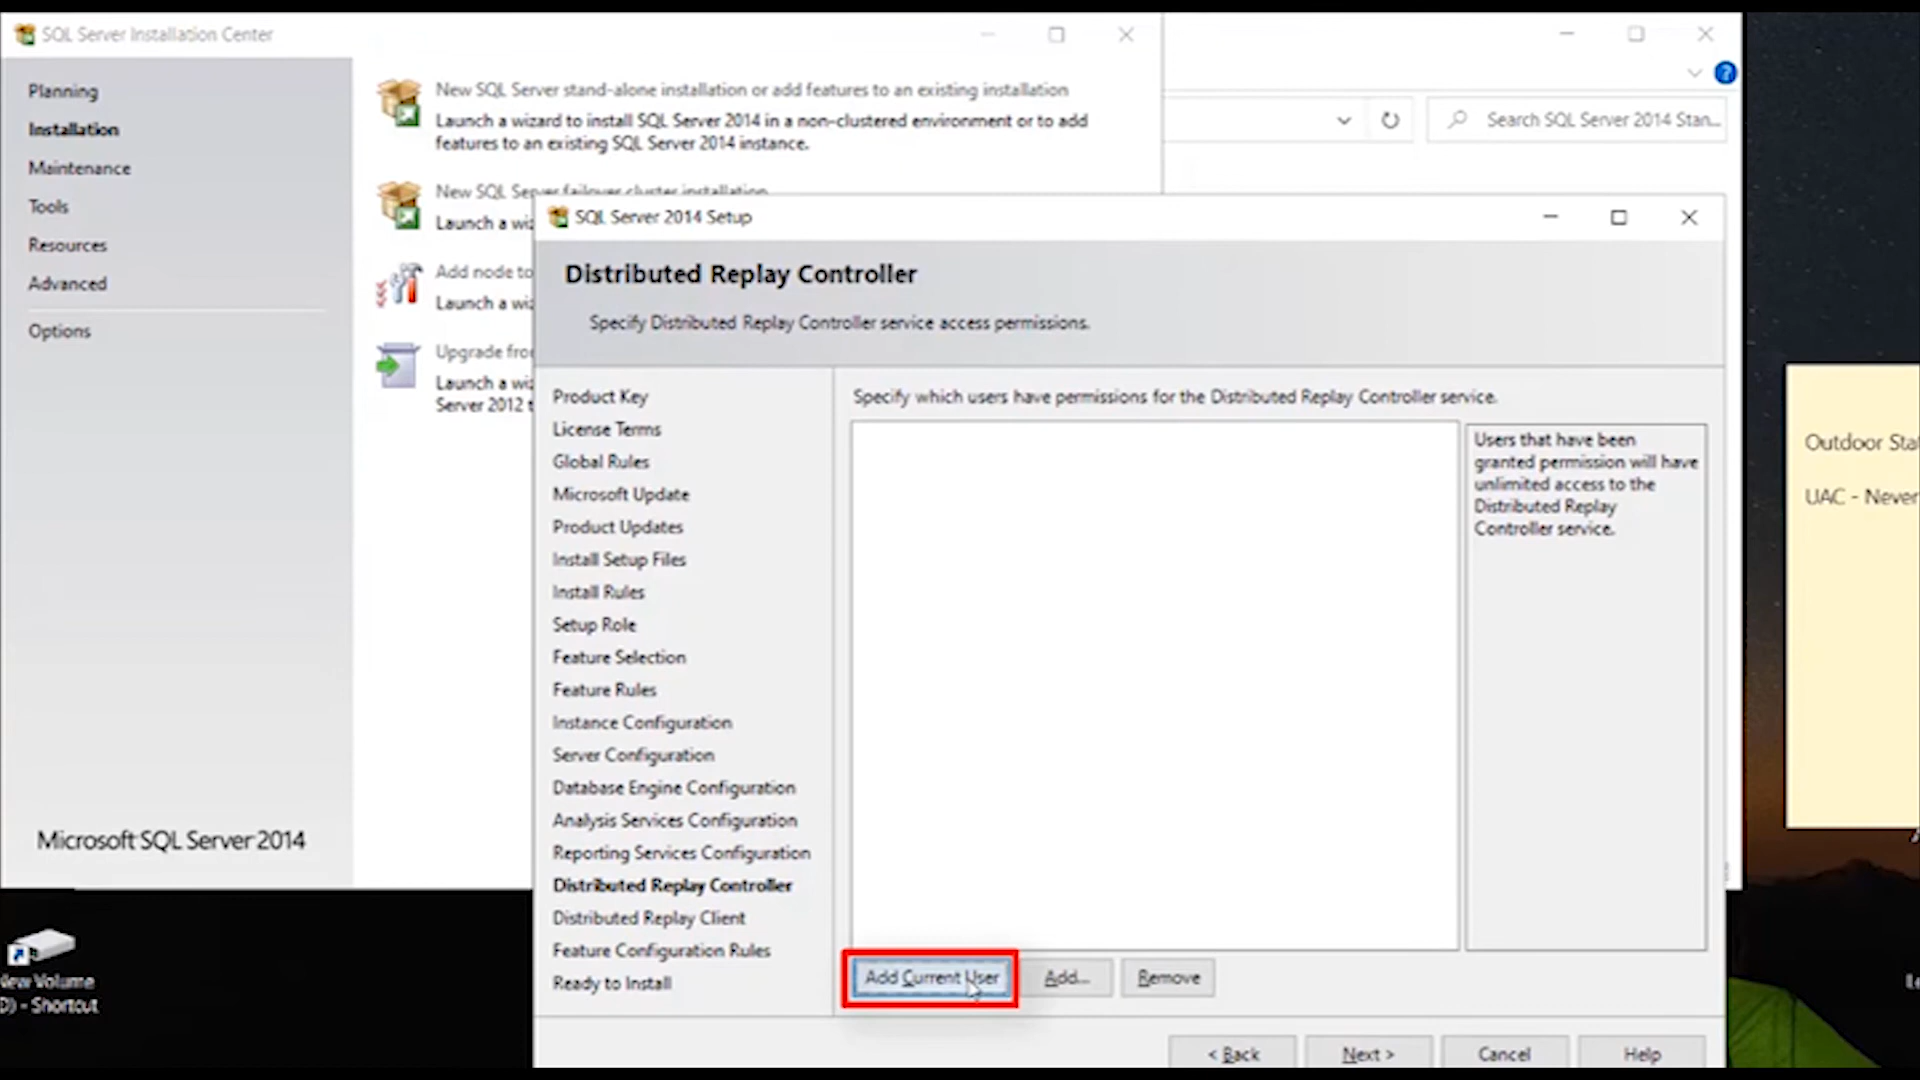 SQL Server Installation Center
Planning
Installation
Maintenance
Tools
Resources
Advanced
Options
Microsoft SQL Server 2014
New SQL Server stand-alone installation or add features to an existing installation
Launch a wizard to install SQL Server 2014 in a non-clustered environment or to add
features to an existing SQL Server 2014 instance.
New SQL Server failover cluster installation
Launch a
Add node to
Launch a
Upgrade
Launch a
Server 2012
Search SQL Server 2014 Stan...
SQL Server 2014 Setup
Distributed Replay Controller
Specify Distributed Replay Controller service access permissions.
Product Key
License Terms
Global Rules
Microsoft Update
Product Updates
Install Setup Files
Install Rules
Setup Role
Feature Selection
Feature Rules
Instance Configuration
Server Configuration
Database Engine Configuration
Analysis Services Configuration
Reporting Services Configuration
Distributed Replay Controller
Distributed Replay Client
Feature Configuration Rules
Ready to Install
Specify which users have permissions for the Distributed Replay Controller service.
Users that have been
granted permission will have
unlimited access to the
Distributed Replay
Controller service.
Add Current User
Add...
Remove
< Back
Next >
Cancel
Help
Outdoor
UAC - Never
New Volume
D) - Shortcut